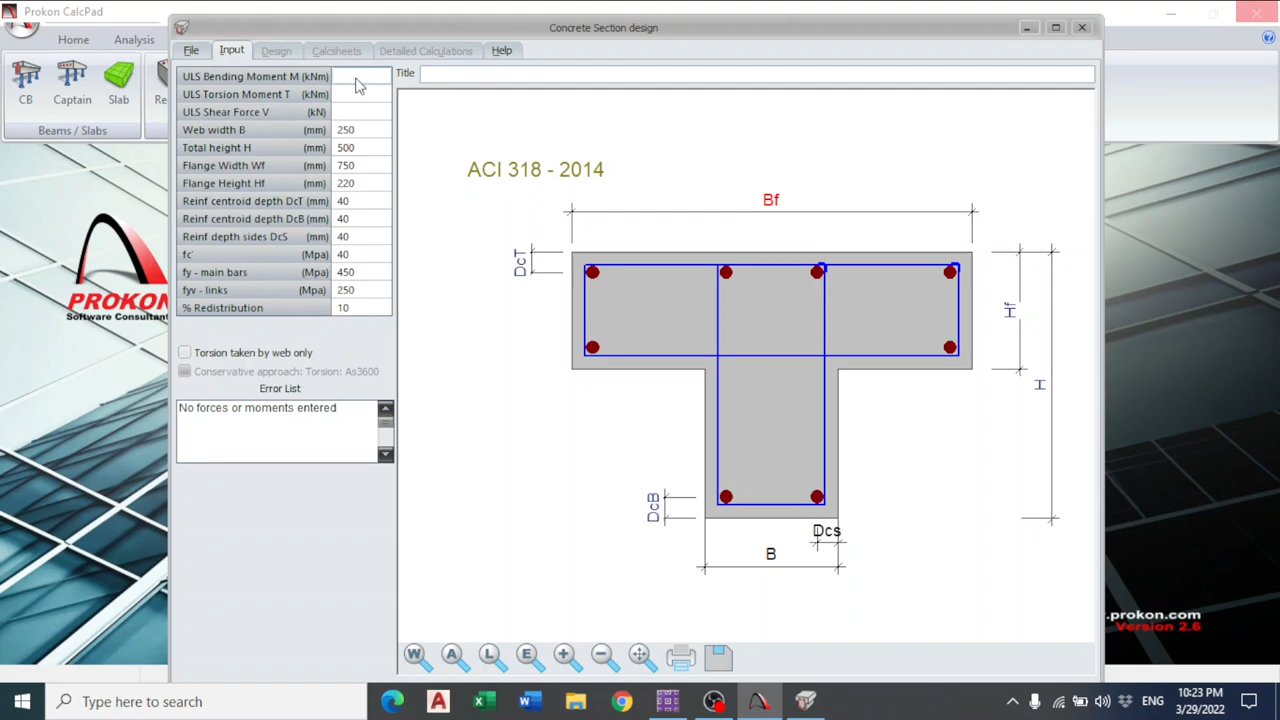 Prokon CalcPad
Concrete Section design
Home Analysis
File Input Design Calcsheets Detailed Calculations Help
CB Captain Slab Re
Beams / Slabs
ULS Bending Moment M (kNm)
ULS Torsion Moment T (kNm)
ULS Shear Force V (kN)
Web width B (mm) 250
Total height H (mm) 500
Flange Width Wf (mm) 750
Flange Height Hf (mm) 220
Reinf centroid depth DcT (mm) 40
Reinf centroid depth DcB (mm) 40
Reinf depth sides DcS (mm) 40
fc' (Mpa) 40
fy - main bars (Mpa) 450
fyv - links (Mpa) 250
% Redistribution 10
Torsion taken by web only
Conservative approach: Torsion: As3600
Error List
No forces or moments entered
Title
ACI 318 - 2014
Bf
DcT
Hf
H
DcB
Dcs
B
PROKON
Software Consultan
.prokon.com
Version 2.6
W A L E
Type here to search
ENG
10:23 PM
3/29/2022